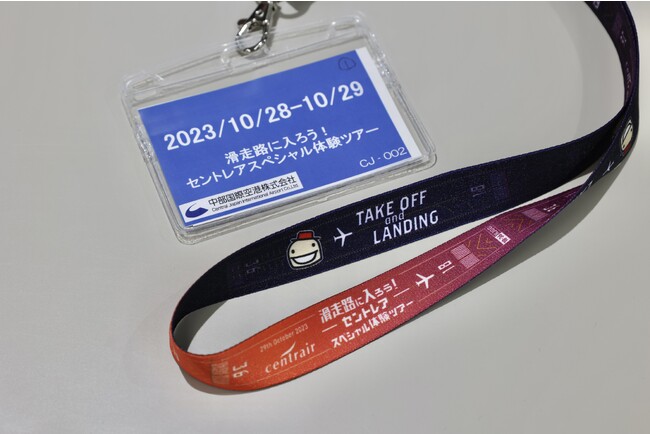 ①
2023/10/28-10/29
滑走路に入ろう！
セントレアスペシャル体験ツアー
CJ-002
中部国際空港株式会社
Central Japan International Airport Co.,Ltd.
TAKE OFF
and
LANDING
18
滑走路に入ろう！
セントレア
スペシャル体験ツアー
29th October 2023
centrair
36